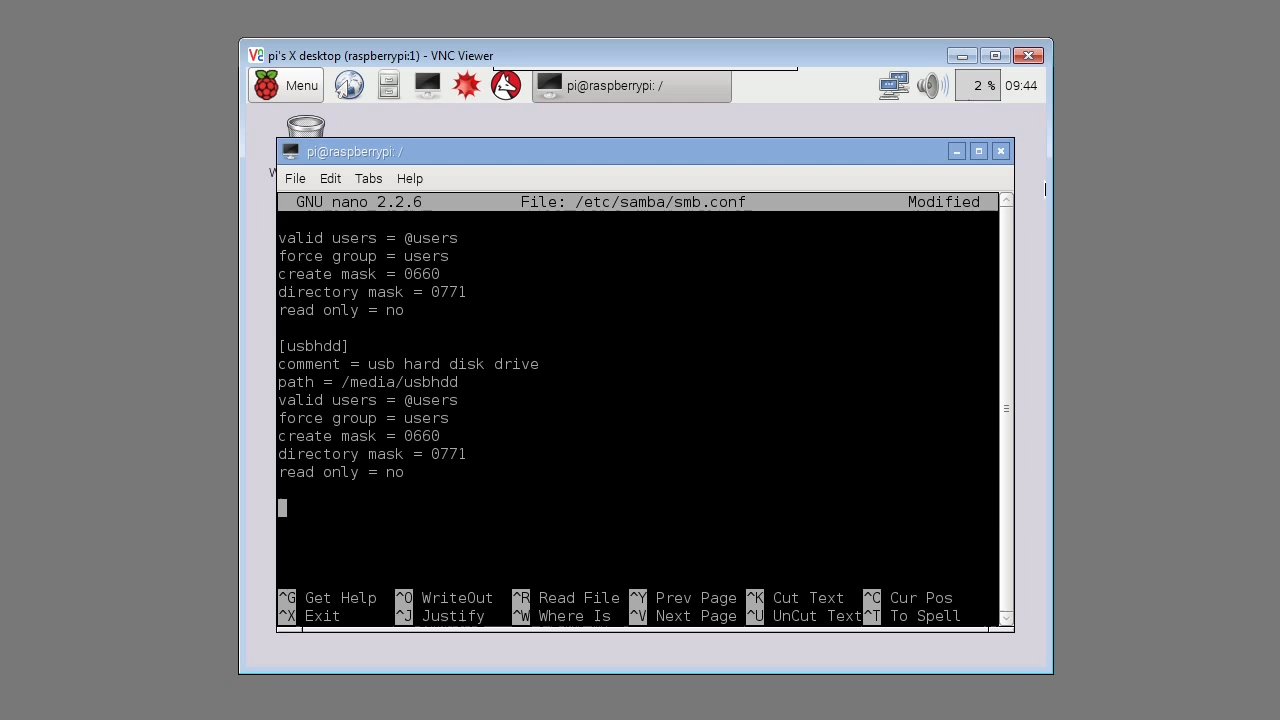 pi's X desktop (raspberrypi:1) - VNC Viewer
Menu pi@raspberrypi: / 2 % 09:44
pi@raspberrypi: /
File Edit Tabs Help
GNU nano 2.2.6 File: /etc/samba/smb.conf Modified
valid users = @users
force group = users
create mask = 0660
directory mask = 0771
read only = no
[usbhdd]
comment = usb hard disk drive
path = /media/usbhdd
valid users = @users
force group = users
create mask = 0660
directory mask = 0771
read only = no
^G Get Help ^O WriteOut ^R Read File ^Y Prev Page ^K Cut Text ^C Cur Pos
^X Exit ^J Justify ^W Where Is ^V Next Page ^U UnCut Text ^T To Spell